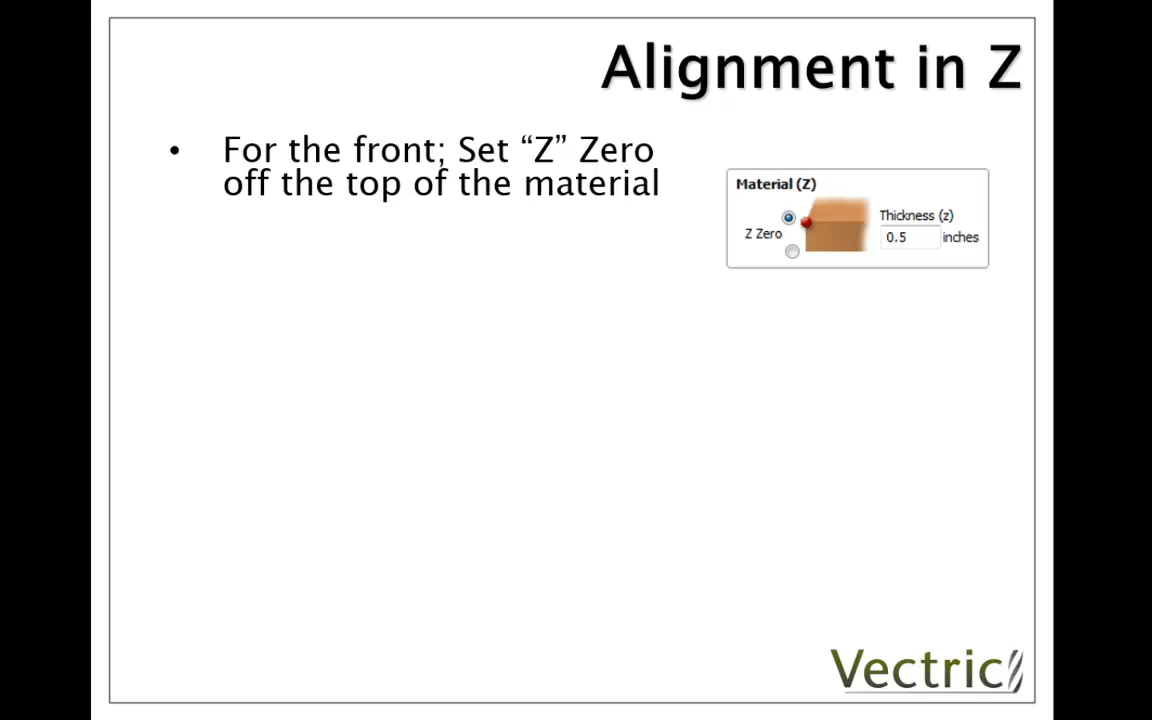 Alignment in Z
• For the front; Set “Z” Zero
off the top of the material
Material (Z)
Thickness (z)
Z Zero
0.5 inches
Vectric